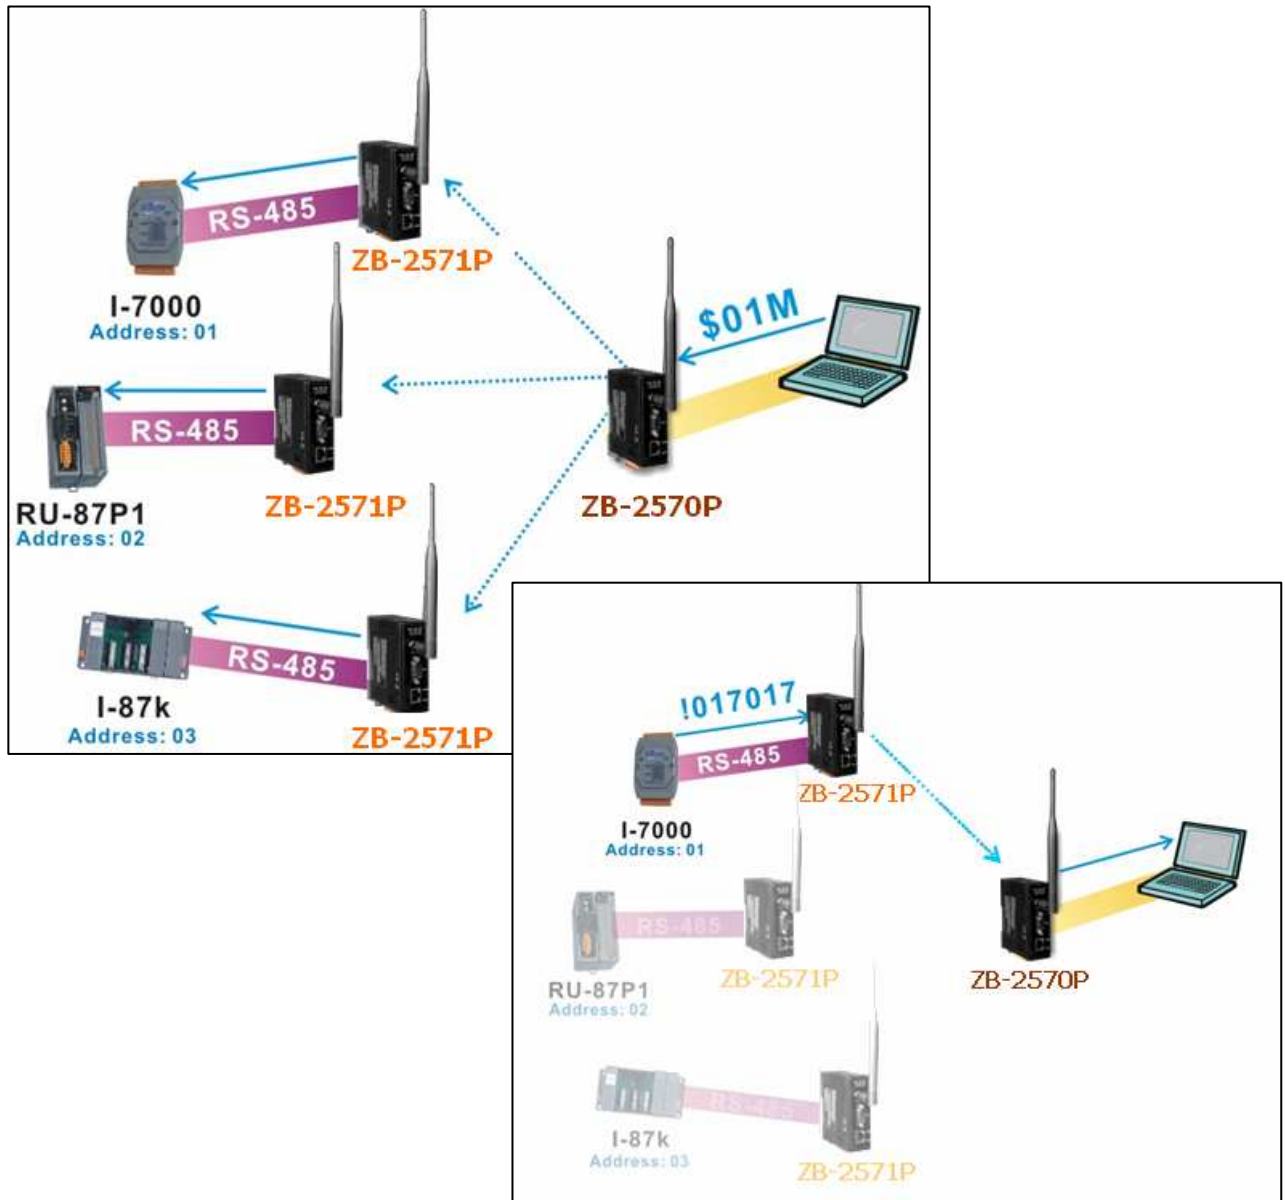 RS-485
ZB-2571P
I-7000
Address: 01
$01M
RS-485
RU-87P1
Address: 02
ZB-2571P
ZB-2570P
RS-485
I-87k
Address: 03
ZB-2571P
!017017
RS-485
ZB-2571P
I-7000
Address: 01
RS-485
RU-87P1
Address: 02
ZB-2571P
ZB-2570P
RS-485
I-87k
Address: 03
ZB-2571P